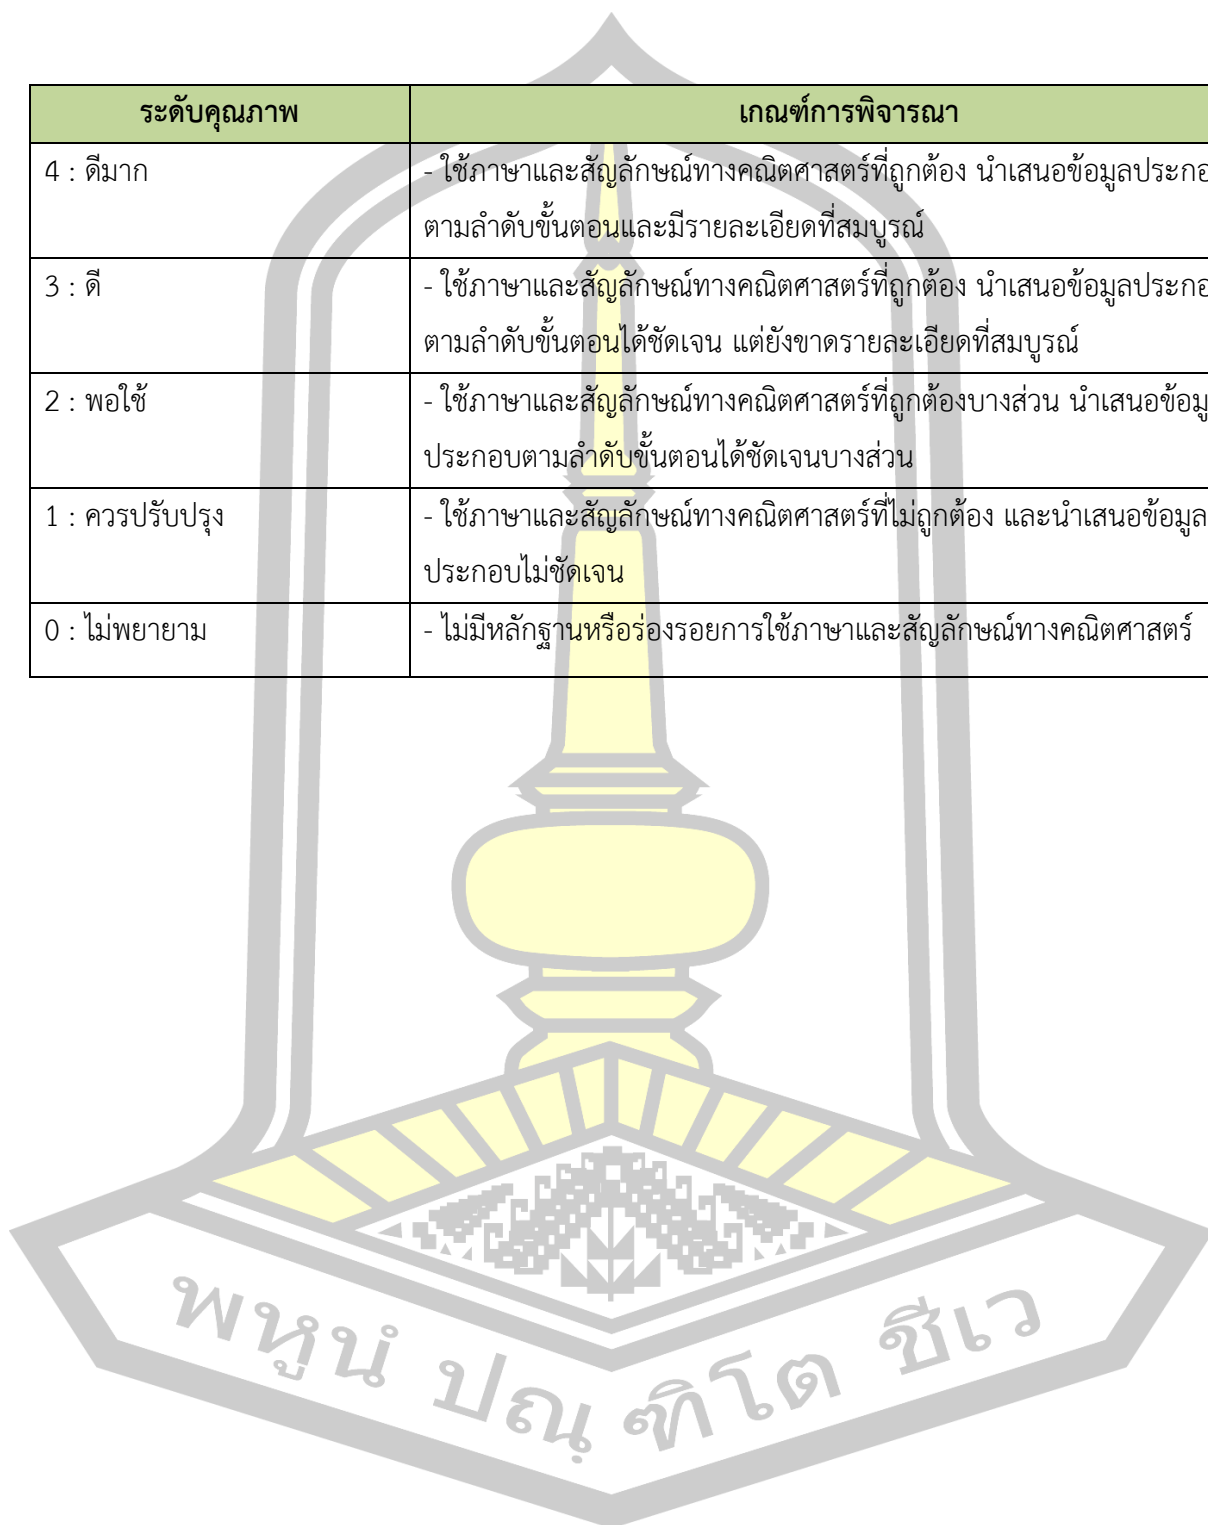 ระดับคุณภาพ เกณฑ์การพิจารณา
4 : ดีมาก - ใช้ภาษาและสัญลักษณ์ทางคณิตศาสตร์ที่ถูกต้อง นำเสนอข้อมูล
ตามลำดับขั้นตอนและมีรายละเอียดที่สมบูรณ์
3 : ดี - ใช้ภาษาและสัญลักษณ์ทางคณิตศาสตร์ที่ถูกต้อง นำเสนอข้อมูล
ตามลำดับขั้นตอนได้ชัดเจน แต่ยังขาดรายละเอียดที่สมบูรณ์
2 : พอใช้ - ใช้ภาษาและสัญลักษณ์ทางคณิตศาสตร์ที่ถูกต้องบางส่วน นำเสนอ
ประกอบตามลำดับขั้นตอนได้ชัดเจนบางส่วน
1 : ควรปรับปรุง - ใช้ภาษาและสัญลักษณ์ทางคณิตศาสตร์ที่ไม่ถูกต้อง และนำเสนอข้อมูล
ประกอบไม่ชัดเจน
0 : ไม่พยายาม - ไม่มีหลักฐานหรือร่องรอยการใช้ภาษาและสัญลักษณ์ทางคณิตศาสตร์
พหูนํ ปณฺฑิโต ชีเว